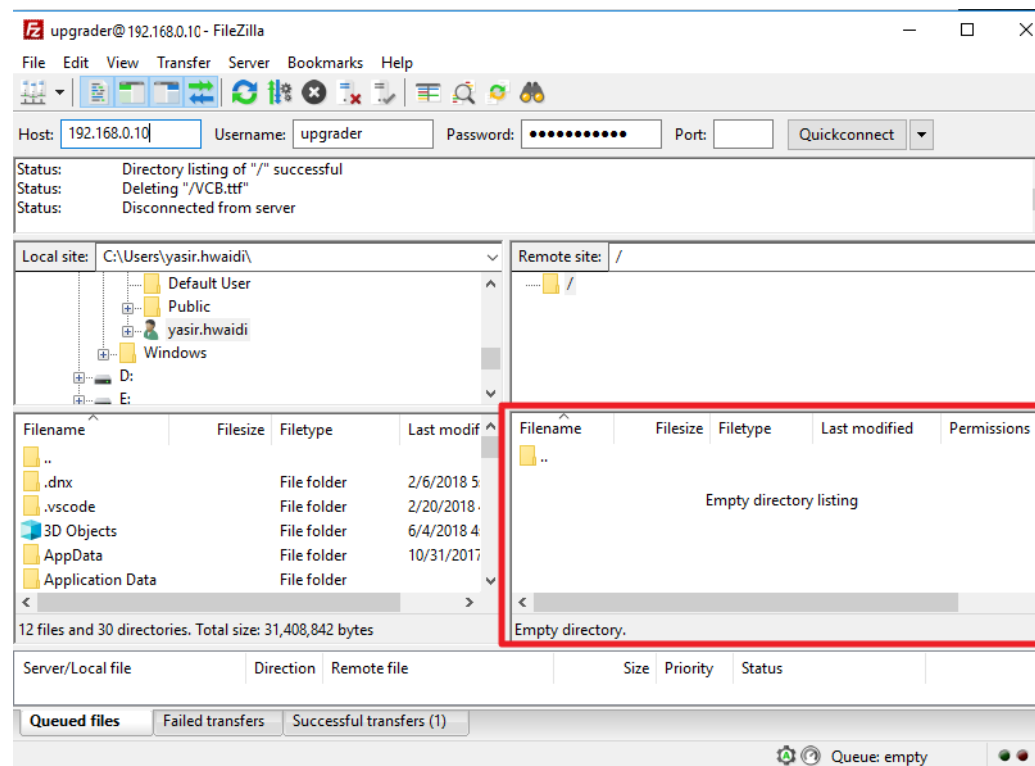 upgrader@192.168.0.10 - FileZilla
File Edit View Transfer Server Bookmarks Help
Host: 192.168.0.10 Username: upgrader Password: ●●●●●●●●●●● Port: Quickconnect
Status: Directory listing of "/" successful
Status: Deleting "/VCB.ttf"
Status: Disconnected from server
Local site: C:\Users\yasir.hwaidi\
Default User
Public
yasir.hwaidi
Windows
D:
E:
Remote site: /
/
Filename Filesize Filetype Last modif
..
.dnx File folder 2/6/2018 5:
.vscode File folder 2/20/2018
3D Objects File folder 6/4/2018 4:
AppData File folder 10/31/2017
Application Data File folder
12 files and 30 directories. Total size: 31,408,842 bytes
Filename Filesize Filetype Last modified Permissions
..
Empty directory listing
Empty directory.
Server/Local file Direction Remote file Size Priority Status
Queued files Failed transfers Successful transfers (1)
Queue: empty